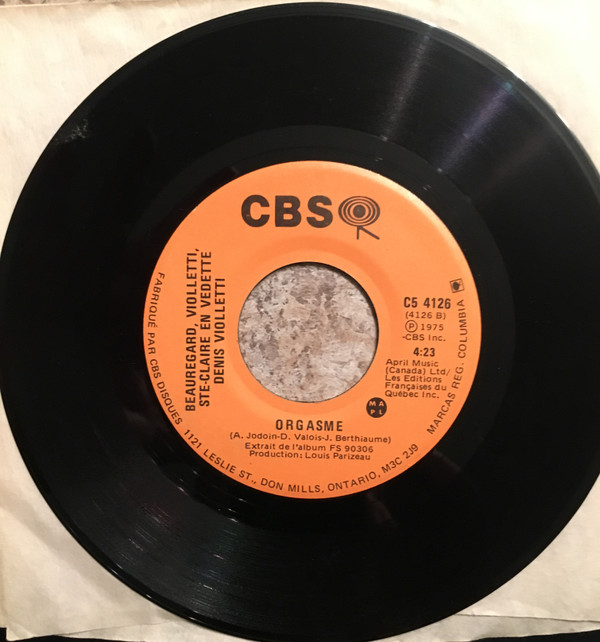 CBS
BEAUREGARD, VIOLLETTI,
STE-CLAIRE EN VEDETTE
DENIS VIOLLETTI
C5 4126
(4126 B)
Ⓟ 1975
-CBS Inc.
4:23
April Music
(Canada) Ltd/
Les Editions
Françaises du
Québec Inc.
M A
P L
ORGASME
(A. Jodoin-D. Valois-J. Berthiaume)
Extrait de l'album FS 90306
Production: Louis Parizeau
FABRIQUÉ PAR CBS DISQUES 1121 LESLIE ST., DON MILLS, ONTARIO, M3C 2J9 MARCAS REG. COLUMBIA